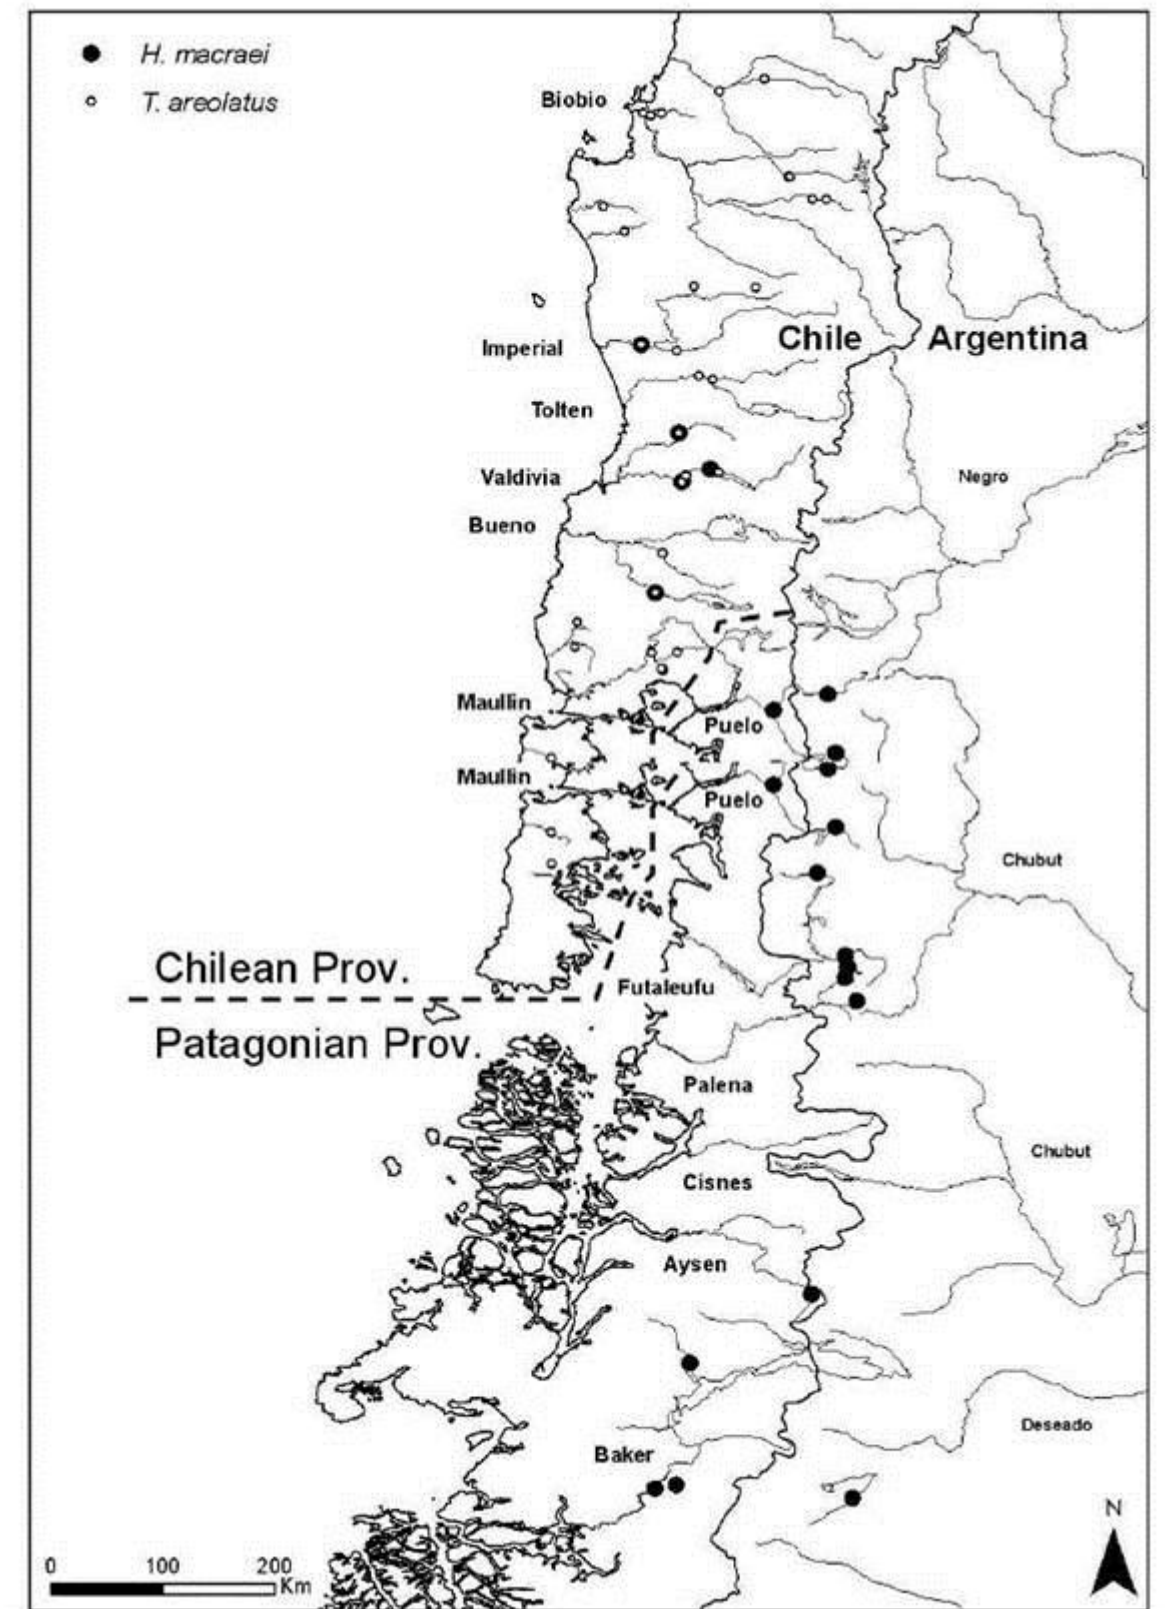 H. macraei
T. areolatus
Biobio
Chile
Argentina
Imperial
Tolten
Valdivia
Negro
Bueno
Maullin
Puelo
Maullin
Puelo
Chubut
Chilean Prov.
Futaleufu
Patagonian Prov.
Palena
Chubut
Cisnes
Aysen
Deseado
Baker
N
0 100 200
Km